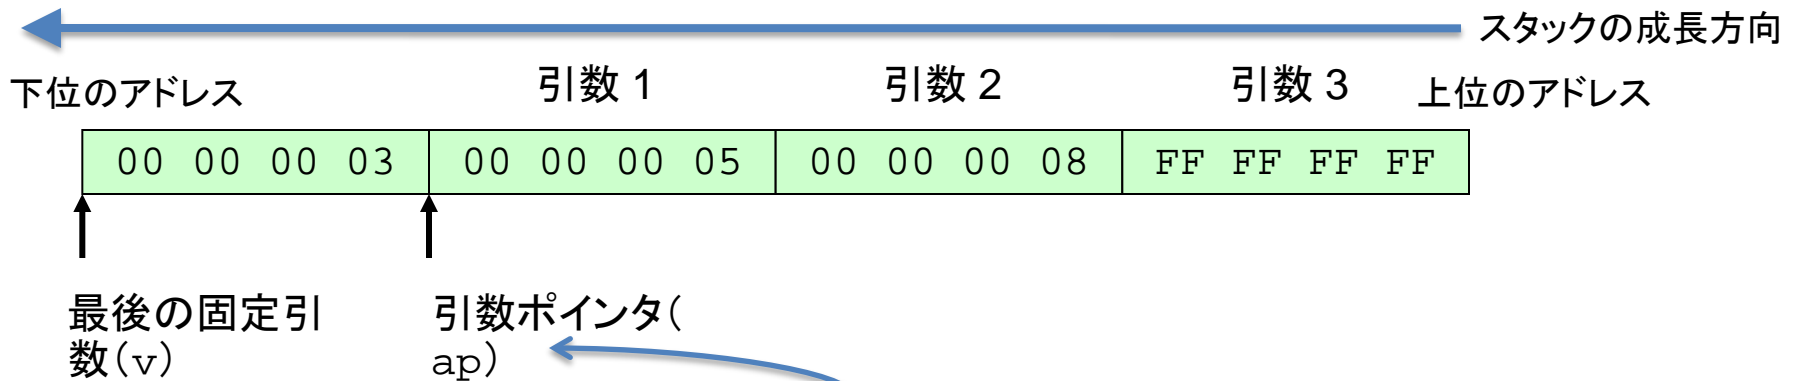 スタックの成長方向
下位のアドレス
引数 1
引数 2
引数 3
上位のアドレス
00 00 00 03
00 00 00 05
00 00 00 08
FF FF FF FF
最後の固定引
数(v)
引数ポインタ(
ap)